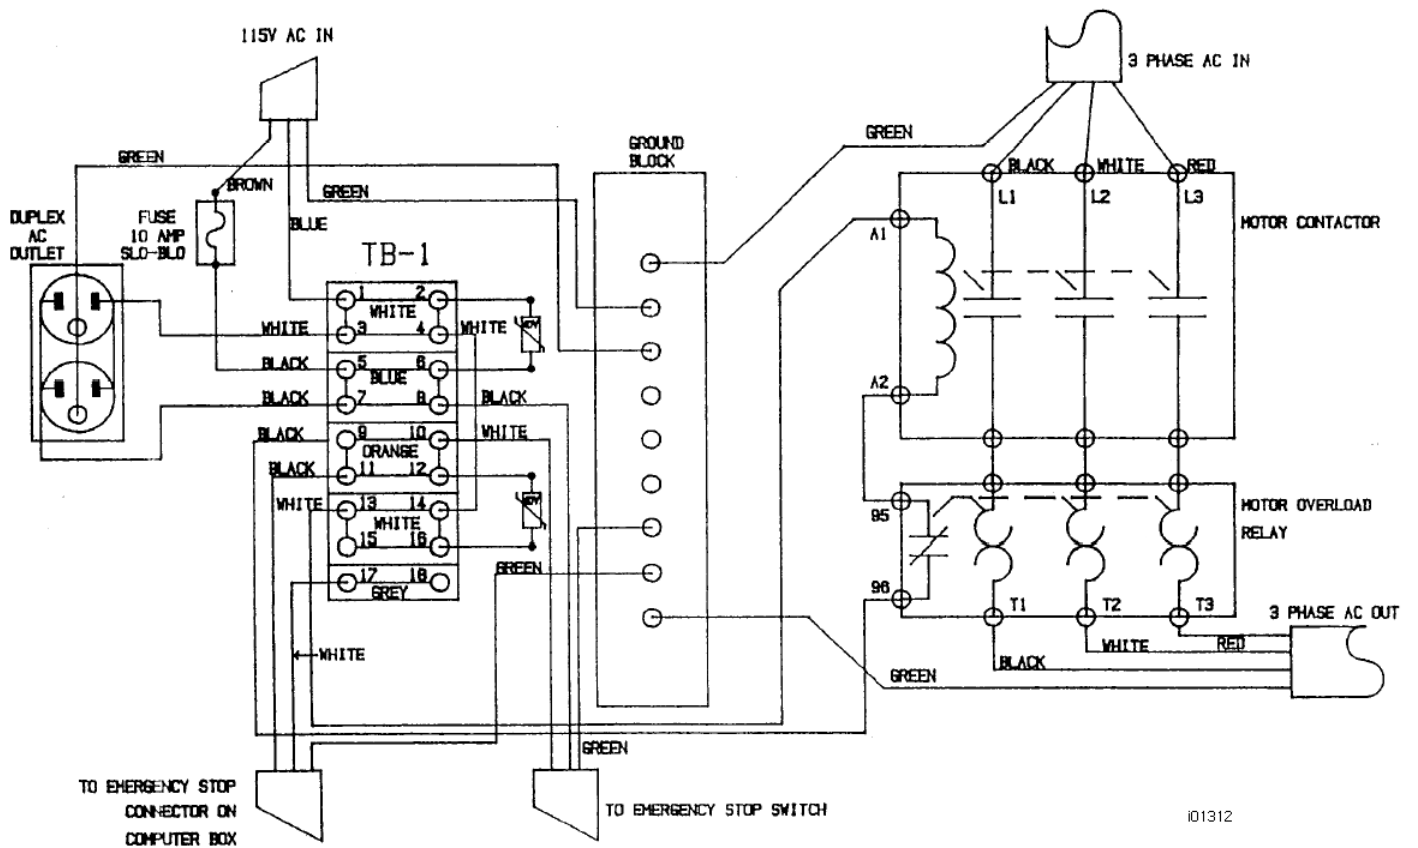 115V AC IN
3 PHASE AC IN
GREEN
GROUND
BLOCK
GREEN
BLACK
WHITE
RED
BROWN
GREEN
L1
L2
L3
DUPLEX
AC
OUTLET
FUSE
10 AMP
SLO-BLO
BLUE
A1
MOTOR CONTACTOR
TB-1
1
2
WHITE
WHITE
3
4
WHITE
MOV
BLACK
5
6
BLUE
A2
BLACK
7
8
BLACK
BLACK
9
10
WHITE
ORANGE
BLACK
11
12
WHITE
13
14
MOV
WHITE
95
MOTOR OVERLOAD
RELAY
15
16
GREEN
17
18
GREY
96
T1
T2
T3
3 PHASE AC OUT
WHITE
WHITE
RED
BLACK
GREEN
GREEN
TO EMERGENCY STOP
CONNECTOR ON
COMPUTER BOX
TO EMERGENCY STOP SWITCH
i01312